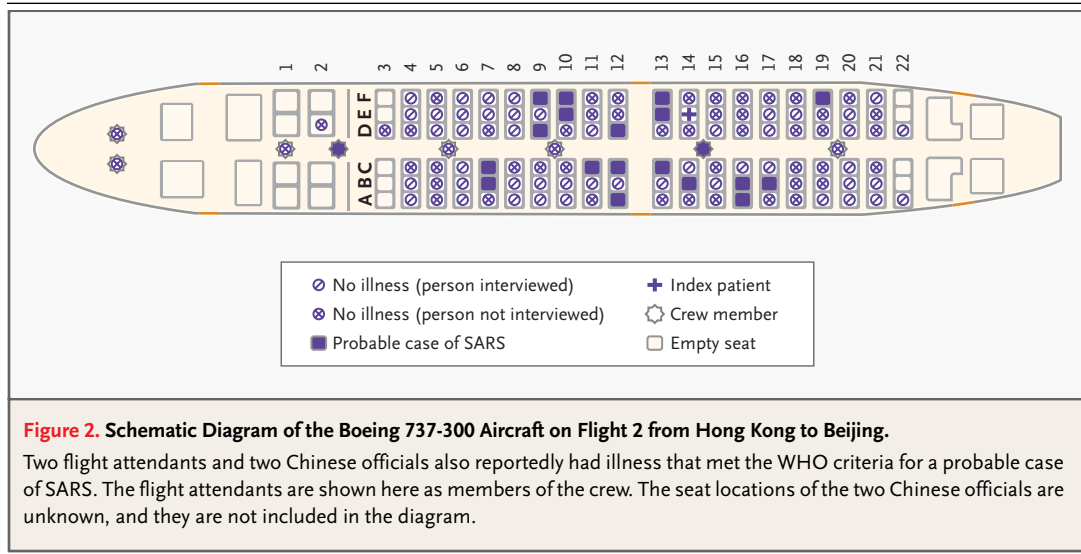 1 2 3 4 5 6 7 8 9 10 11 12 13 14 15 16 17 18 19 20 21 22
D E F
A B C
No illness (person interviewed)
No illness (person not interviewed)
Probable case of SARS
Index patient
Crew member
Empty seat
Figure 2. Schematic Diagram of the Boeing 737-300 Aircraft on Flight 2 from Hong Kong to Beijing.
Two flight attendants and two Chinese officials also reportedly had illness that met the WHO criteria for a probable case
of SARS. The flight attendants are shown here as members of the crew. The seat locations of the two Chinese officials are
unknown, and they are not included in the diagram.